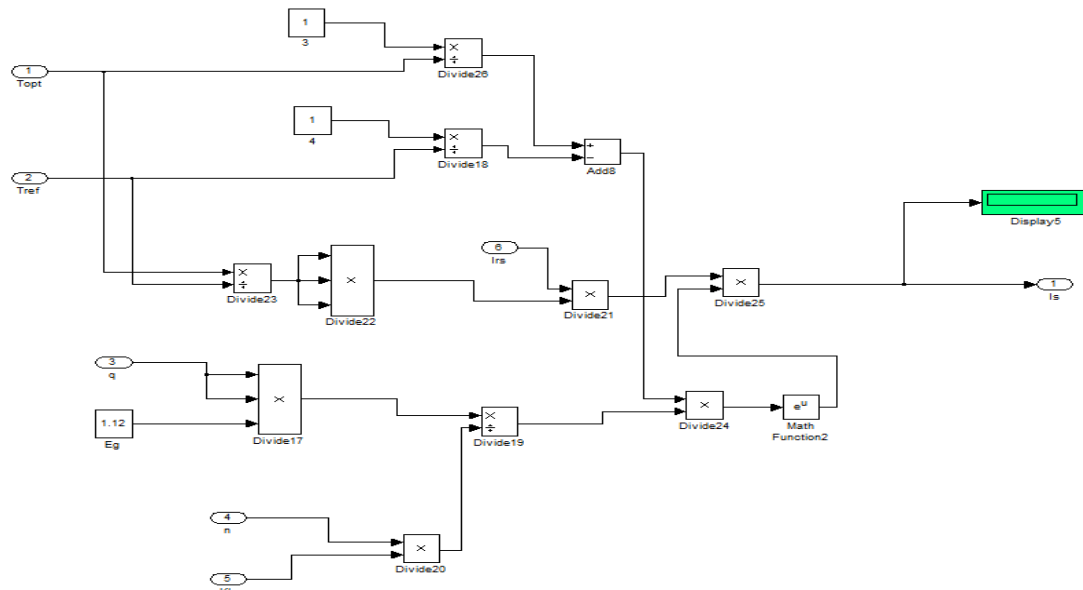 1
3
×
÷
Divide26
1
Topt
1
4
×
÷
Divide18
+
−
Add8
2
Tref
Display5
6
Irs
×
÷
Divide23
×
Divide22
×
Divide21
×
Divide25
1
Is
3
q
×
Divide17
1.12
Eg
×
÷
Divide19
×
Divide24
eu
Math
Function2
4
n
×
Divide20
5